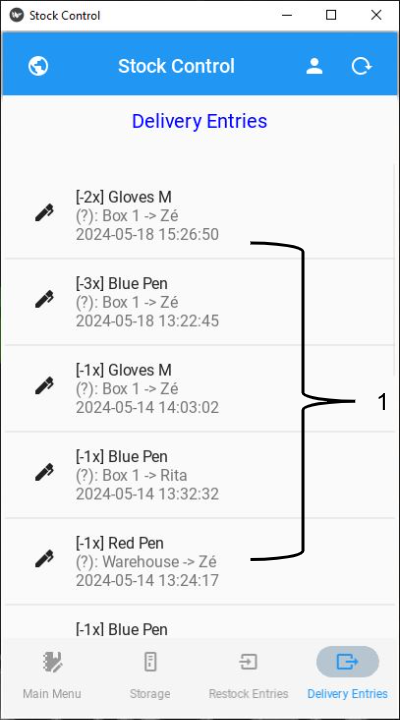 Stock Control
Stock Control
Delivery Entries
[-2x] Gloves M
(?): Box 1 -> Zé
2024-05-18 15:26:50
[-3x] Blue Pen
(?): Box 1 -> Zé
2024-05-18 13:22:45
[-1x] Gloves M
(?): Box 1 -> Zé
2024-05-14 14:03:02
[-1x] Blue Pen
(?): Box 1 -> Rita
2024-05-14 13:32:32
[-1x] Red Pen
(?): Warehouse -> Zé
2024-05-14 13:24:17
[-1x] Blue Pen
1
Main Menu
Storage
Restock Entries
Delivery Entries